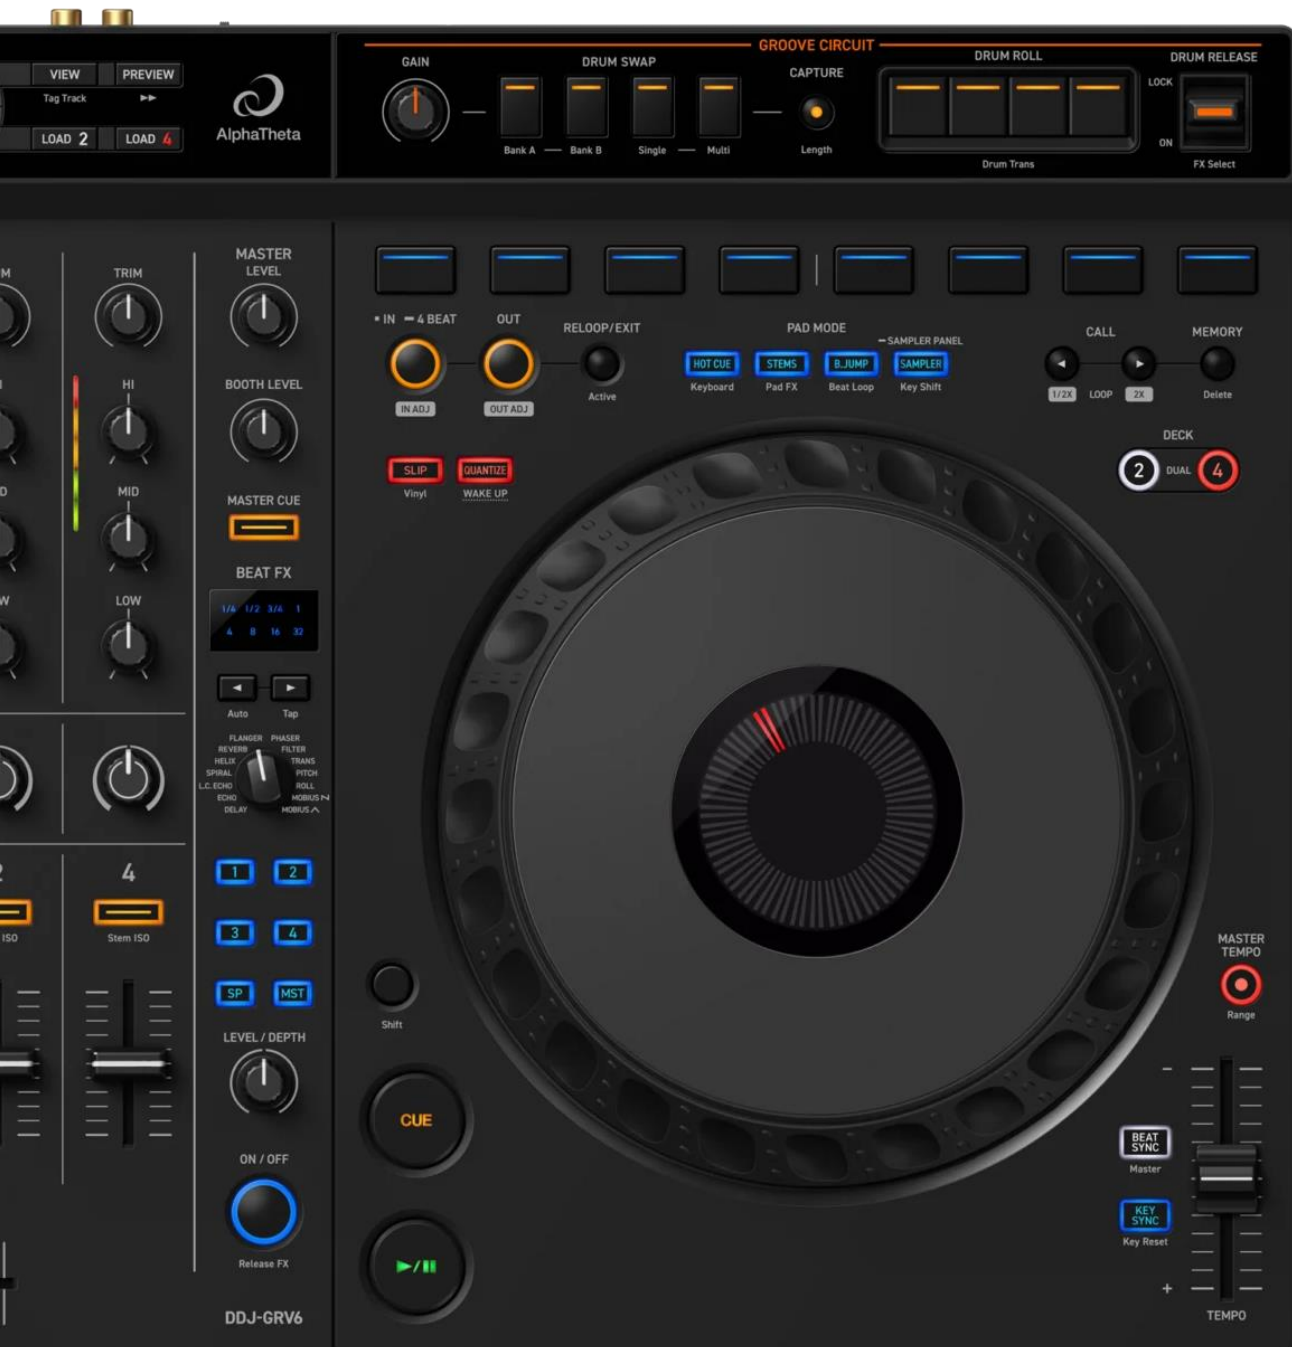 GROOVE CIRCUIT
GAIN
DRUM SWAP
CAPTURE
DRUM ROLL
DRUM RELEASE
VIEW
PREVIEW
Tag Track
LOCK
LOAD 2
LOAD 4
AlphaTheta
ON
Bank A
Bank B
Single
Multi
Length
Drum Trans
FX Select
M
TRIM
MASTER
LEVEL
IN
4 BEAT
OUT
RELOOP/EXIT
PAD MODE
SAMPLER PANEL
CALL
MEMORY
HOT CUE
STEMS
B.JUMP
SAMPLER
Keyboard
Pad FX
Beat Loop
Key Shift
IN ADJ
OUT ADJ
Active
1/2X
LOOP
2X
Delete
HI
BOOTH LEVEL
DECK
2
DUAL
4
SLIP
QUANTIZE
Vinyl
WAKE UP
D
MID
MASTER CUE
BEAT FX
W
LOW
1/4 1/2 3/4 1
4 8 16 32
Auto
Tap
FLANGER
PHASER
REVERB
FILTER
HELIX
TRANS
SPIRAL
PITCH
L.C.ECHO
ROLL
ECHO
MOBIUS
DELAY
MOBIUS
2
4
1
2
ISO
Stem ISO
3
4
SP
MST
MASTER
TEMPO
Range
Shift
LEVEL / DEPTH
-
CUE
BEAT
SYNC
Master
ON / OFF
KEY
SYNC
Key Reset
Release FX
+
DDJ-GRV6
TEMPO